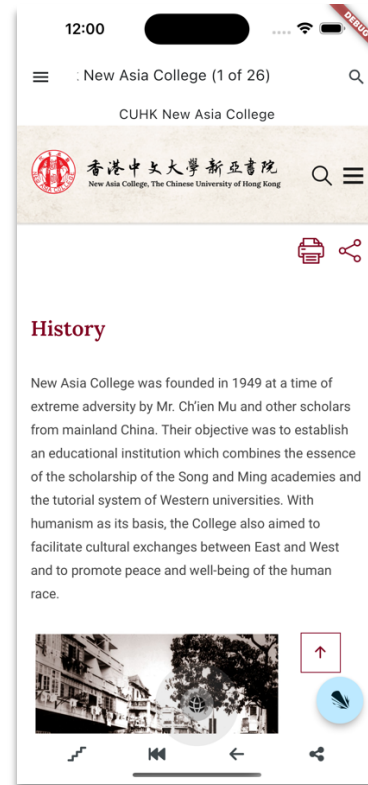 12:00
DEBUG
: New Asia College (1 of 26)
CUHK New Asia College
香港中文大學新亞書院
New Asia College, The Chinese University of Hong Kong
History
New Asia College was founded in 1949 at a time of
extreme adversity by Mr. Ch'ien Mu and other scholars
from mainland China. Their objective was to establish
an educational institution which combines the essence
of the scholarship of the Song and Ming academies and
the tutorial system of Western universities. With
humanism as its basis, the College also aimed to
facilitate cultural exchanges between East and West
and to promote peace and well-being of the human
race.